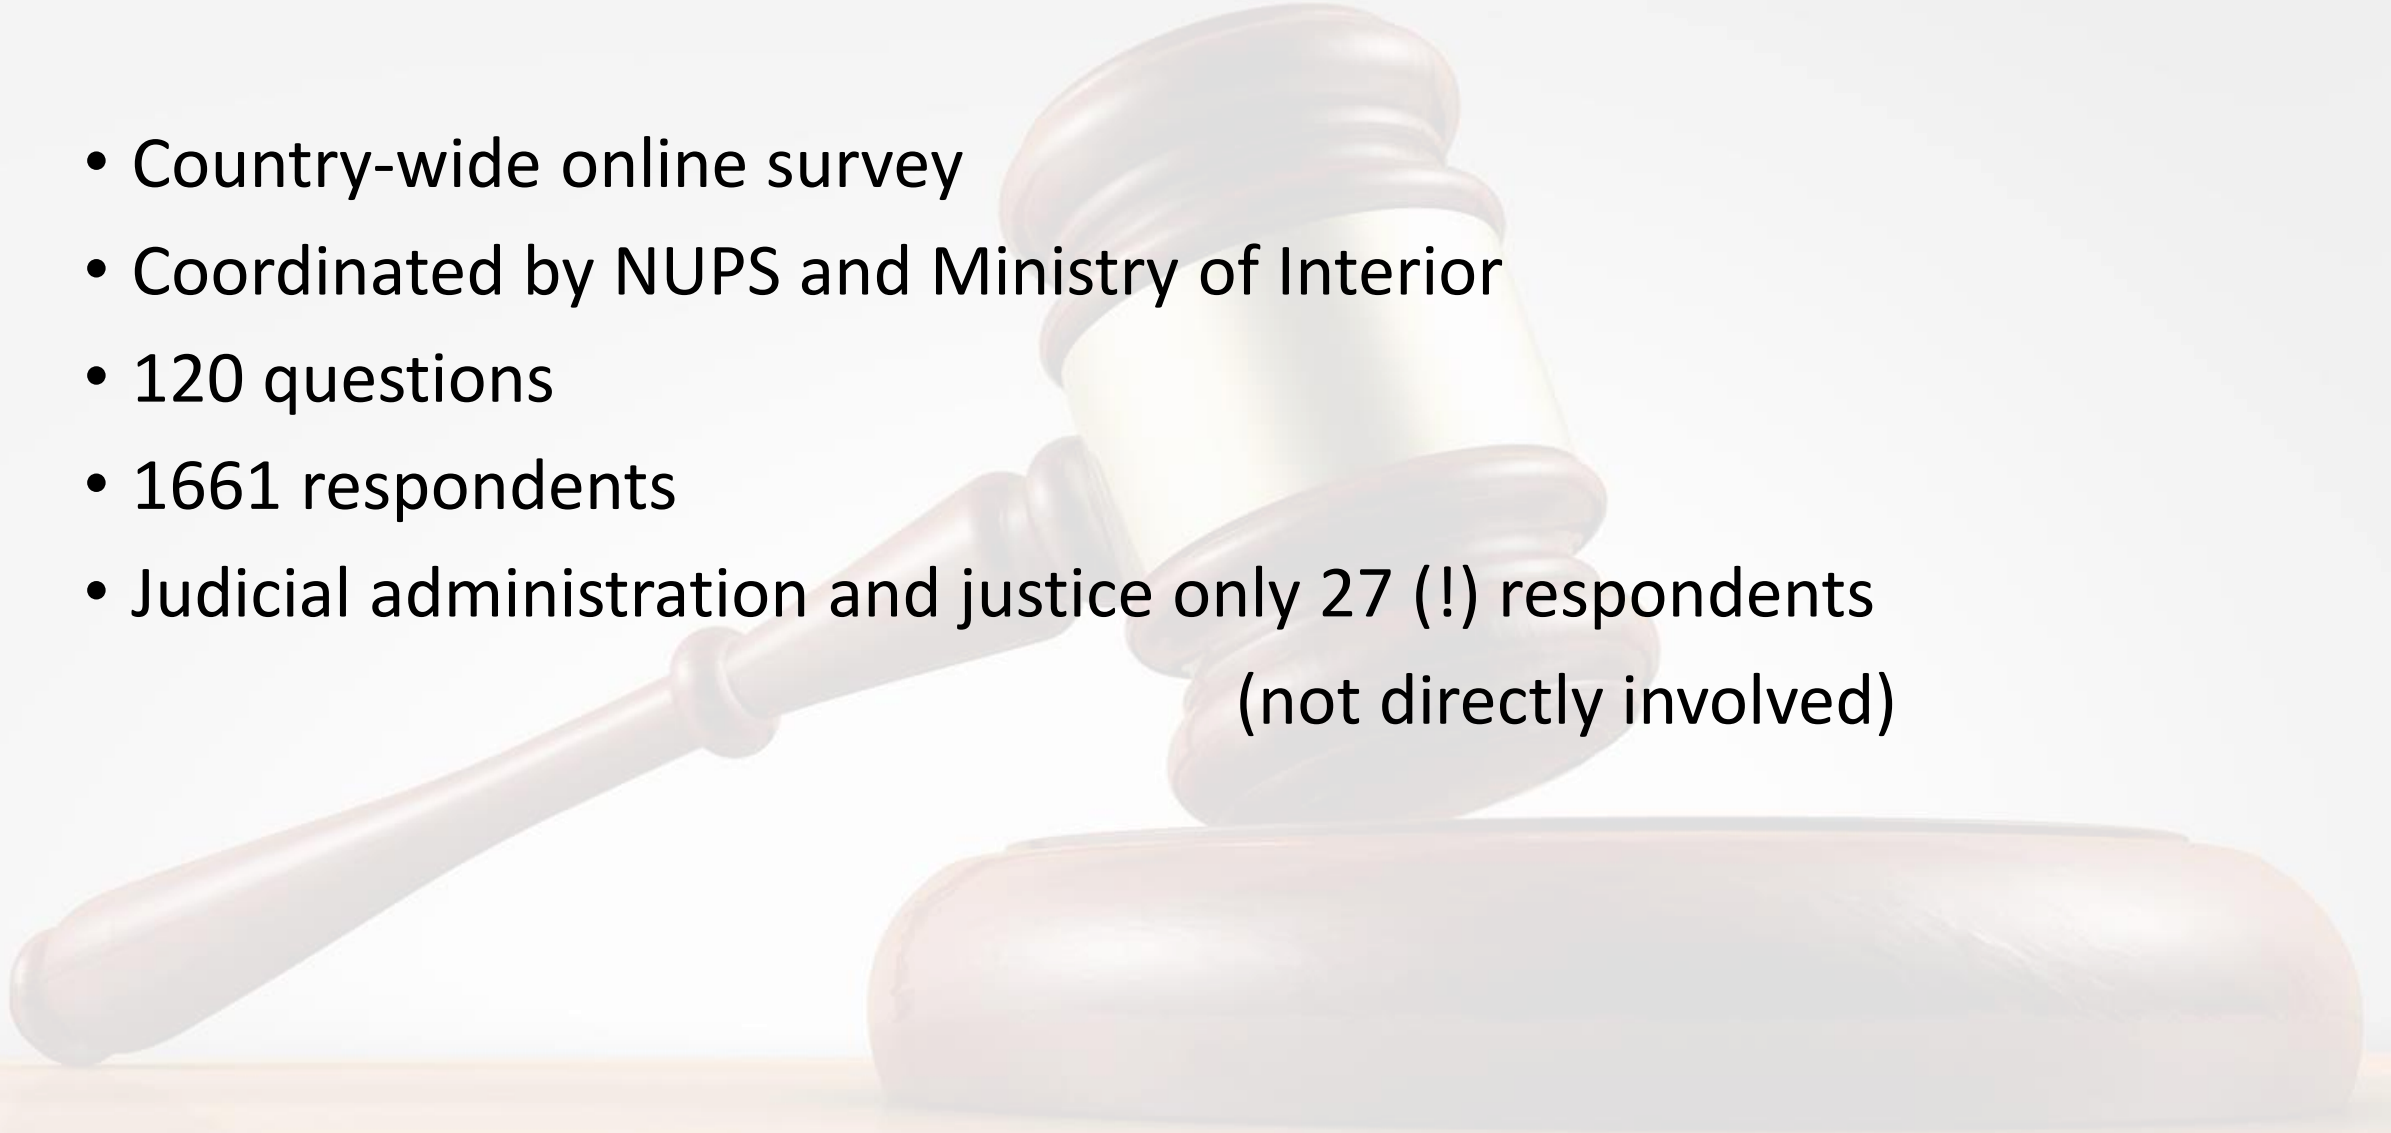 • Country-wide online survey
• Coordinated by NUPS and Ministry of Interior
• 120 questions
• 1661 respondents
• Judicial administration and justice only 27 (!) respondents
(not directly involved)